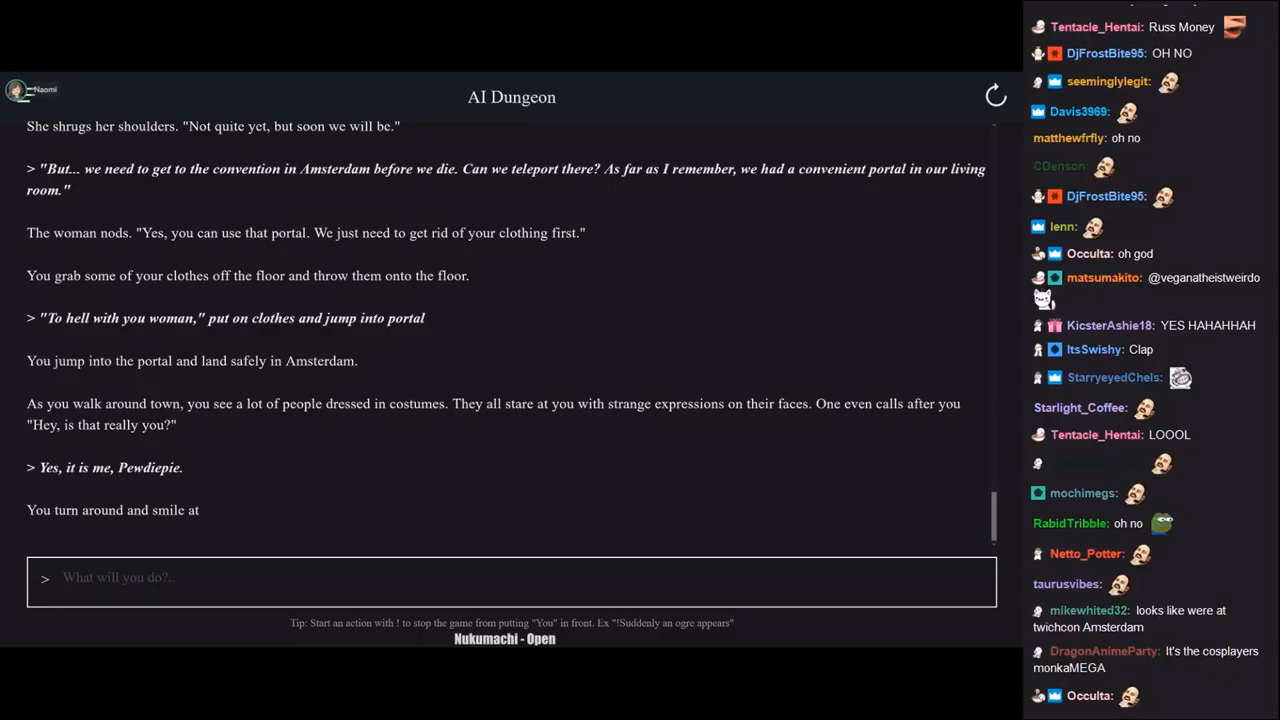 Naomi
AI Dungeon
She shrugs her shoulders. "Not quite yet, but soon we will be."
> "But... we need to get to the convention in Amsterdam before we die. Can we teleport there? As far as I remember, we had a convenient portal in our living
room."
The woman nods. "Yes, you can use that portal. We just need to get rid of your clothing first."
You grab some of your clothes off the floor and throw them onto the floor.
> "To hell with you woman," put on clothes and jump into portal
You jump into the portal and land safely in Amsterdam.
As you walk around town, you see a lot of people dressed in costumes. They all stare at you with strange expressions on their faces. One even calls after you
"Hey, is that really you?"
> Yes, it is me, Pewdiepie.
You turn around and smile at
> What will you do?..
Tip: Start an action with ! to stop the game from putting "You" in front. Ex "!Suddenly an ogre appears"
Nukumachi - Open
Tentacle_Hentai: Russ Money
DjFrostBite95: OH NO
seeminglylegit:
Davis3969:
matthewfrfly: oh no
CDenson:
DjFrostBite95:
lenn:
Occulta: oh god
matsumakito: @veganatheistweirdo
KicsterAshie18: YES HAHAHHAH
ItsSwishy: Clap
StarryeyedChels:
Starlight_Coffee:
Tentacle_Hentai: LOOOL
mochimegs:
RabidTribble: oh no
Netto_Potter:
taurusvibes:
mikewhited32: looks like were at
twichcon Amsterdam
DragonAnimeParty: It's the cosplayers
monkaMEGA
Occulta: